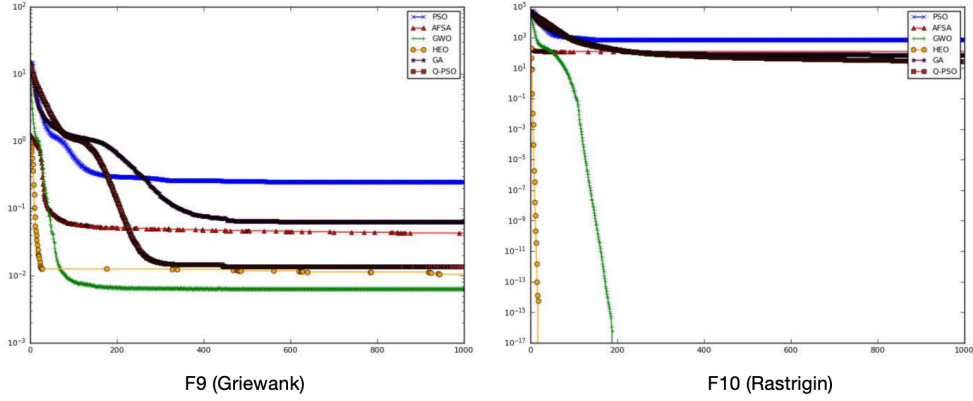 10²
10¹
10⁰
10⁻¹
10⁻²
10⁻³
0
200
400
600
800
1000
PSO
AFSA
GWO
HEO
GA
Q-PSO
F9 (Griewank)
10⁵
10³
10¹
10⁻¹
10⁻³
10⁻⁵
10⁻⁷
10⁻⁹
10⁻¹¹
10⁻¹³
10⁻¹⁵
10⁻¹⁷
0
200
400
600
800
1000
PSO
AFSA
GWO
HEO
GA
Q-PSO
F10 (Rastrigin)